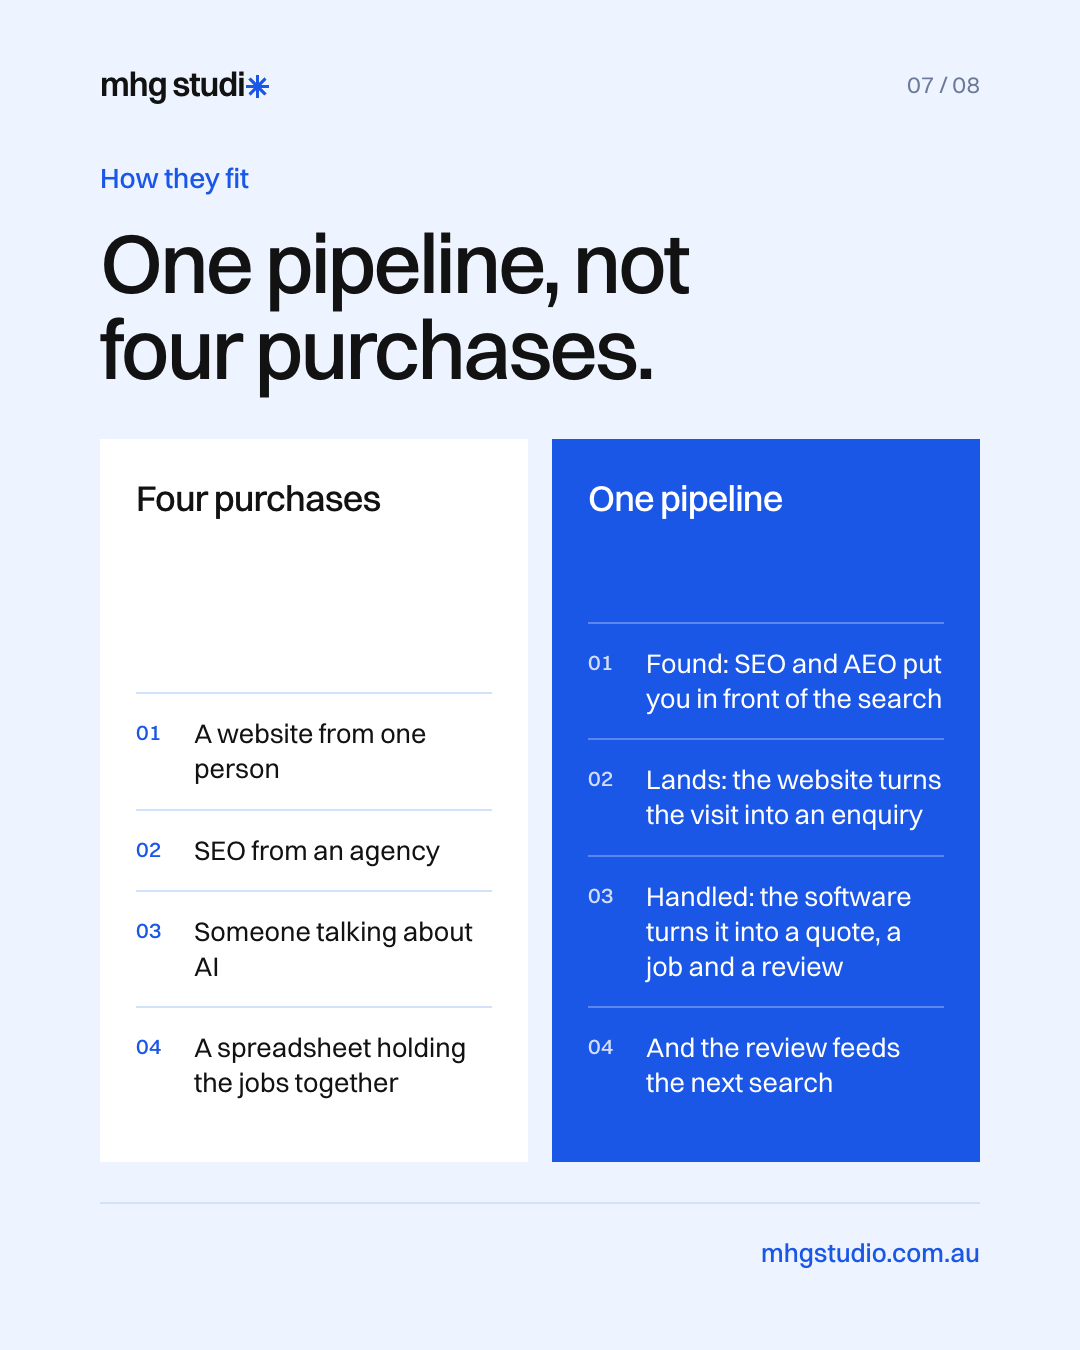 mhg studi✳
07 / 08
How they fit
One pipeline, not
four purchases.
Four purchases
01 A website from one
person
02 SEO from an agency
03 Someone talking about
AI
04 A spreadsheet holding
the jobs together
One pipeline
01 Found: SEO and AEO put
you in front of the search
02 Lands: the website turns
the visit into an enquiry
03 Handled: the software
turns it into a quote, a
job and a review
04 And the review feeds
the next search
mhgstudio.com.au